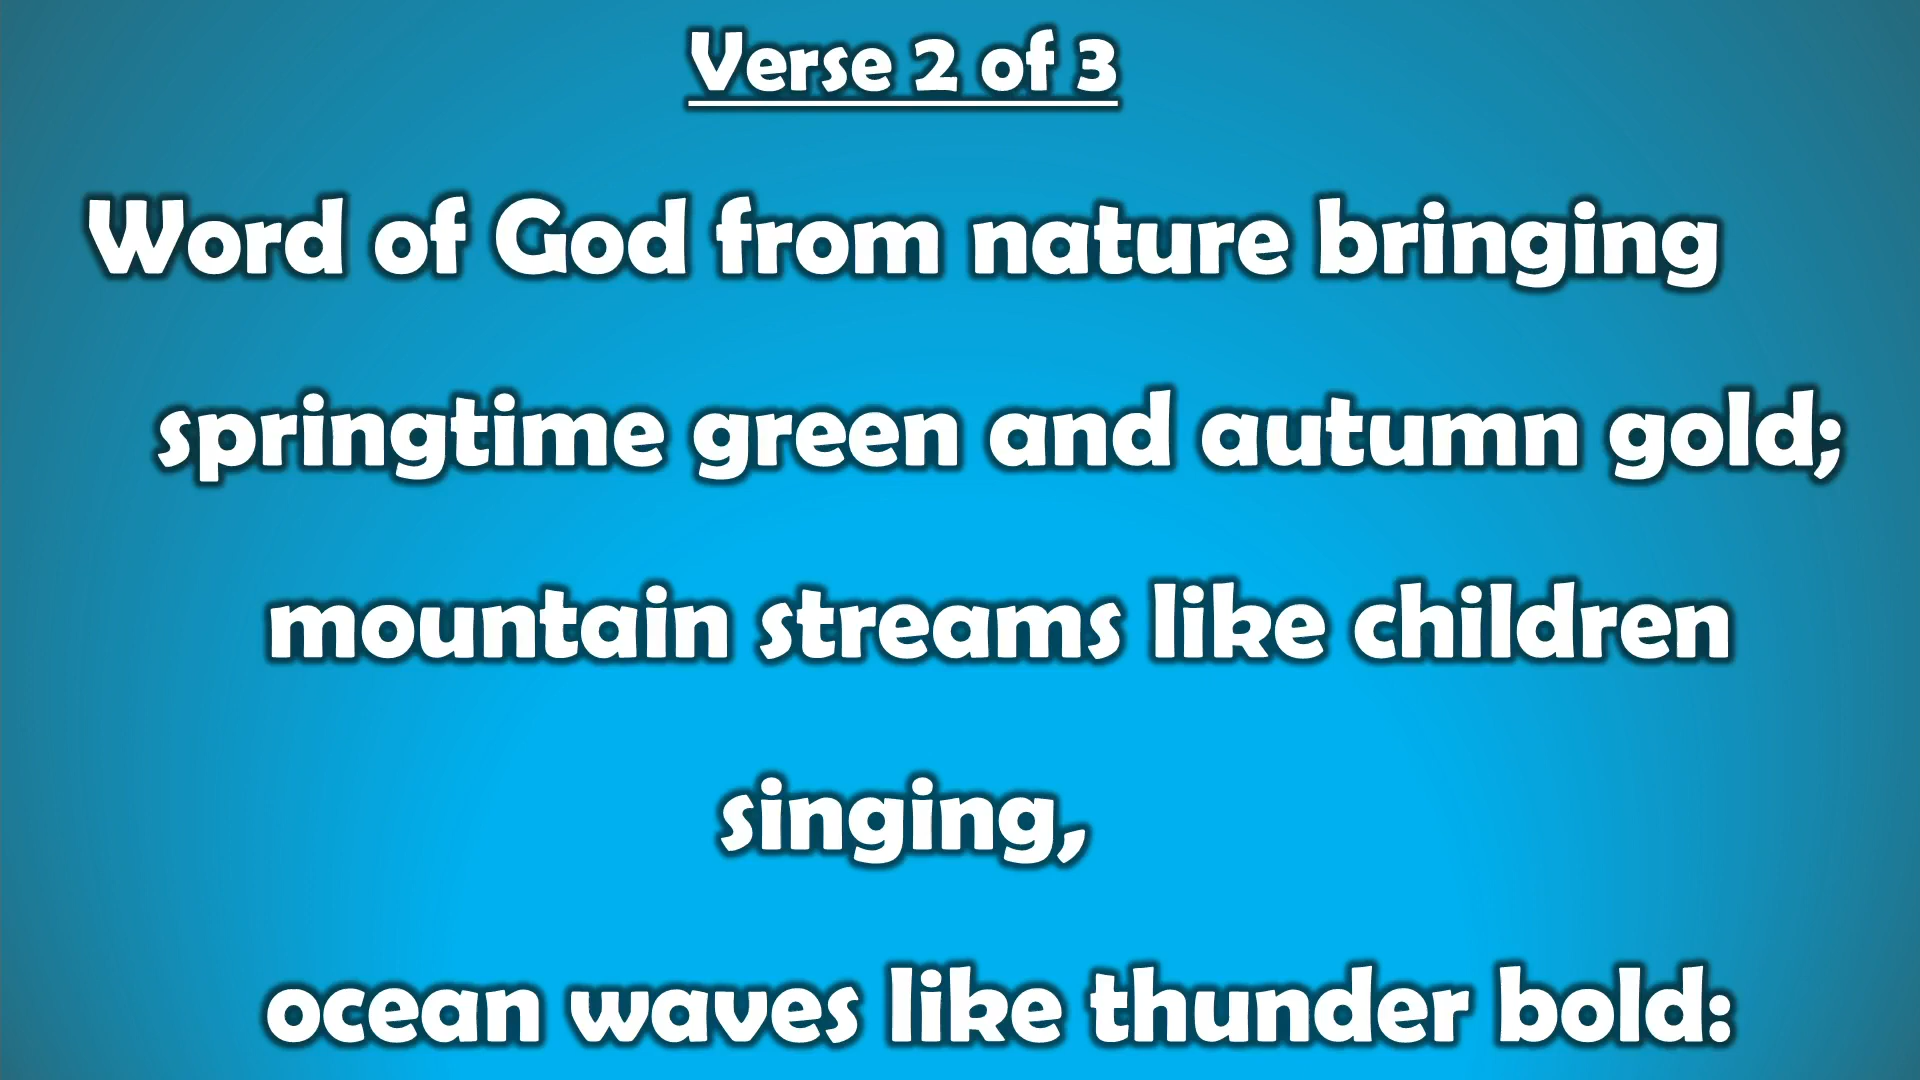 Verse 2 of 3
Word of God from nature bringing
springtime green and autumn gold;
mountain streams like children
singing,
ocean waves like thunder bold: